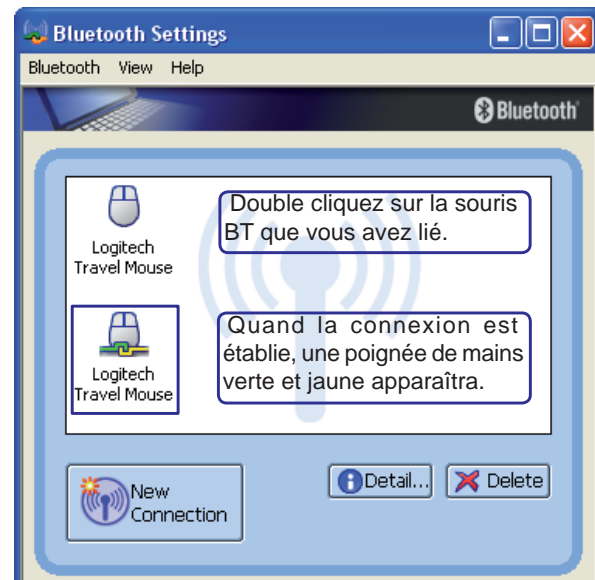 Bluetooth Settings
Bluetooth View Help
Bluetooth
Logitech
Travel Mouse
Double cliquez sur la souris
BT que vous avez lié.
Logitech
Travel Mouse
Quand la connexion est
établie, une poignée de mains
verte et jaune apparaîtra.
New
Connection
Detail...
Delete